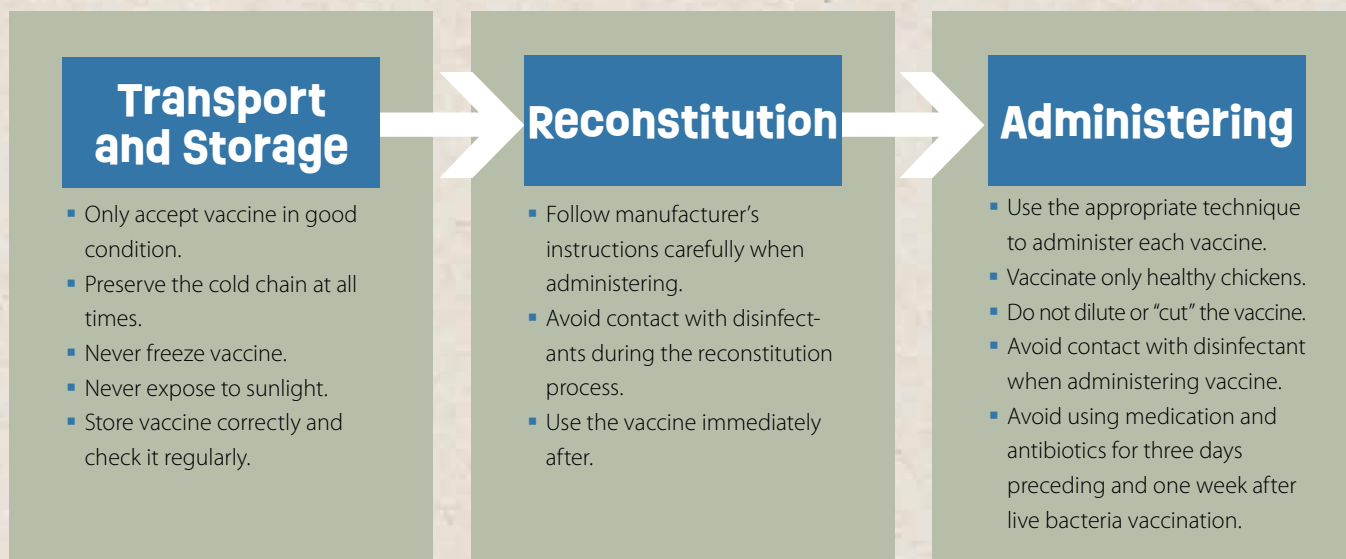 Transport
and Storage
▪ Only accept vaccine in good
condition.
▪ Preserve the cold chain at all
times.
▪ Never freeze vaccine.
▪ Never expose to sunlight.
▪ Store vaccine correctly and
check it regularly.
Reconstitution
▪ Follow manufacturer’s
instructions carefully when
administering.
▪ Avoid contact with disinfect-
ants during the reconstitution
process.
▪ Use the vaccine immediately
after.
Administering
▪ Use the appropriate technique
to administer each vaccine.
▪ Vaccinate only healthy chickens.
▪ Do not dilute or “cut” the vaccine.
▪ Avoid contact with disinfectant
when administering vaccine.
▪ Avoid using medication and
antibiotics for three days
preceding and one week after
live bacteria vaccination.